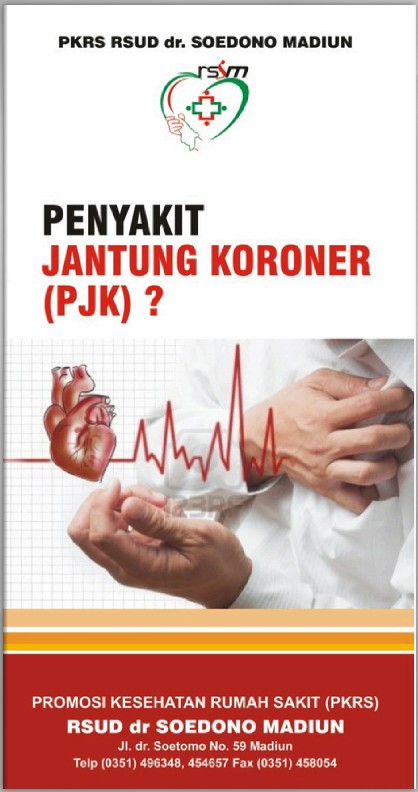 PKRS RSUD dr. SOEDONO MADIUN
rssm
PENYAKIT
JANTUNG KORONER
(PJK) ?
PROMOSI KESEHATAN RUMAH SAKIT (PKRS)
RSUD dr SOEDONO MADIUN
Jl. dr. Soetomo No. 59 Madiun
Telp (0351) 496348, 454657 Fax (0351) 458054